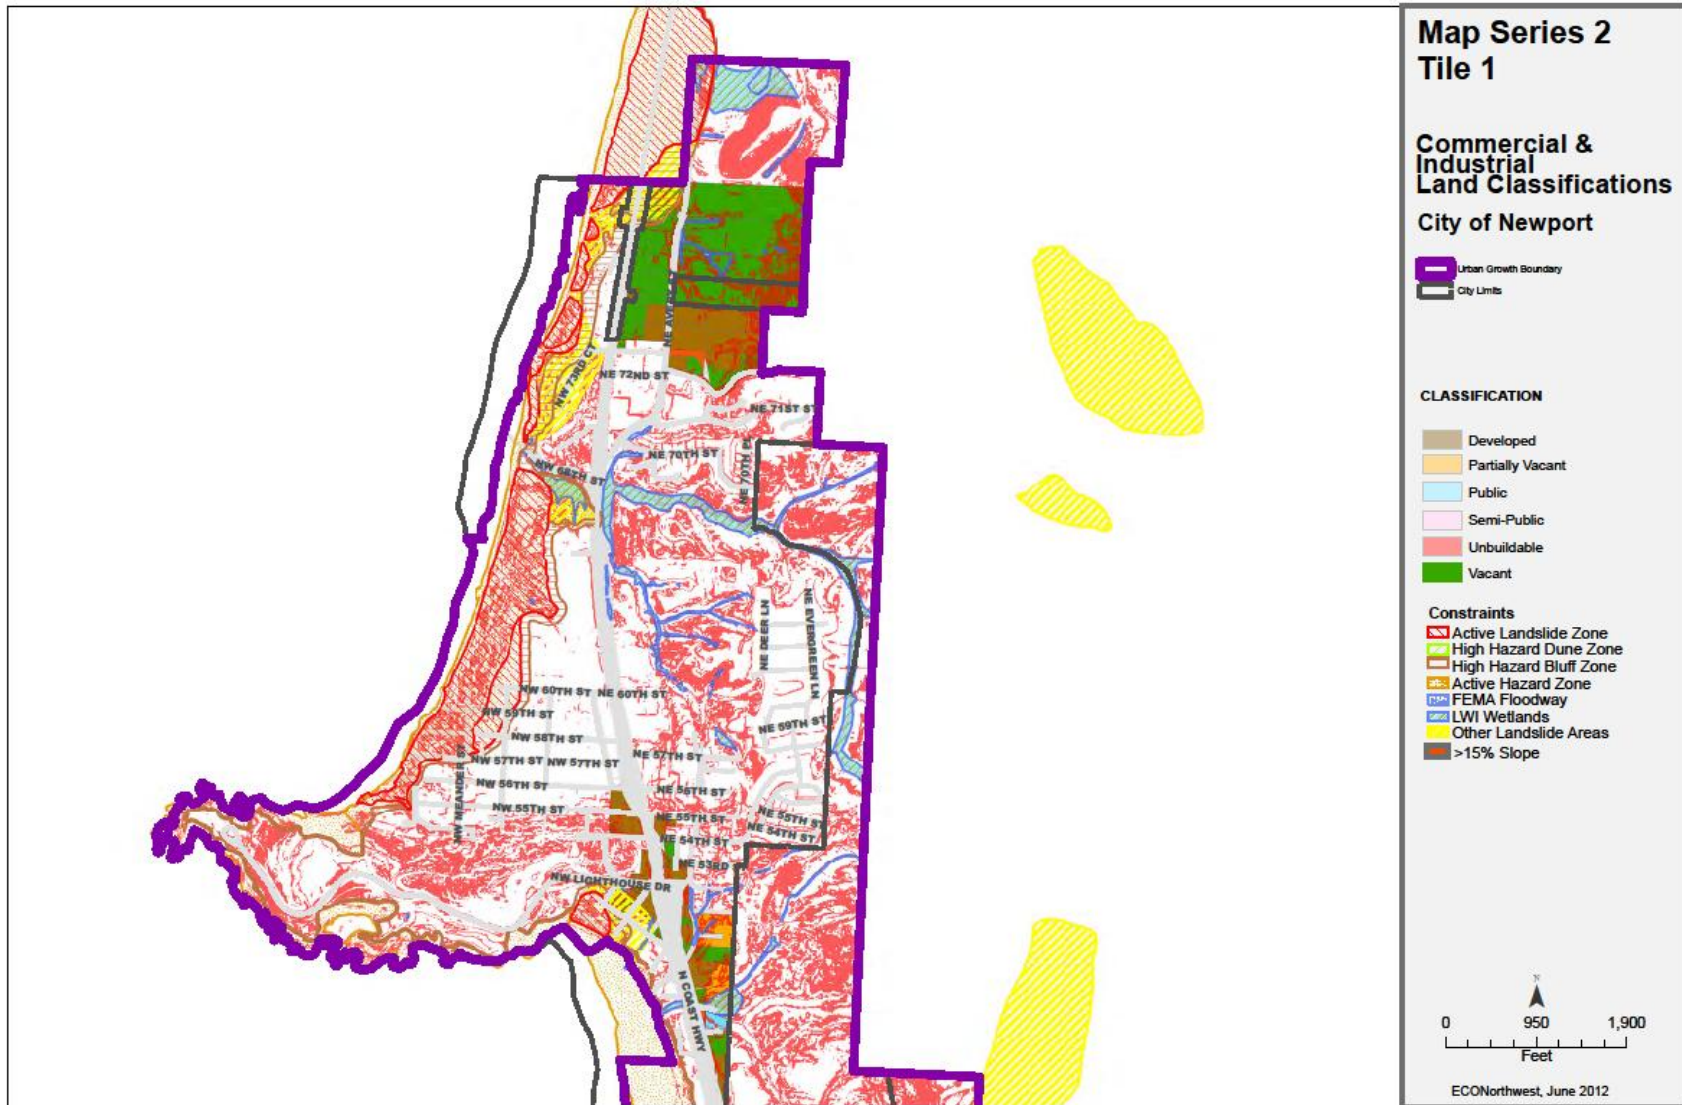 Map Series 2
Tile 1
Commercial &
Industrial
Land Classifications
City of Newport
Urban Growth Boundary
City Limits
CLASSIFICATION
Developed
Partially Vacant
Public
Semi-Public
Unbuildable
Vacant
Constraints
Active Landslide Zone
High Hazard Dune Zone
High Hazard Bluff Zone
Active Hazard Zone
FEMA Floodway
LWI Wetlands
Other Landslide Areas
>15% Slope
N
0 950 1,900
Feet
ECONorthwest, June 2012
NW 73RD CT
NE 72ND ST
NE 71ST ST
NE 70TH ST
NE 70TH PL
NW 68TH ST
NE DEER LN
NE EVERGREEN LN
NW 60TH ST NE 60TH ST
NW 59TH ST
NE 59TH ST
NW 58TH ST
NW 57TH ST NW 57TH ST
NE 57TH ST
NW MEANDER ST
NW 56TH ST
NE 56TH ST
NW 55TH ST
NE 55TH ST
NE 55TH ST
NE 54TH ST
NE 54TH ST
NE 53RD
NW LIGHTHOUSE DR
N COAST HWY